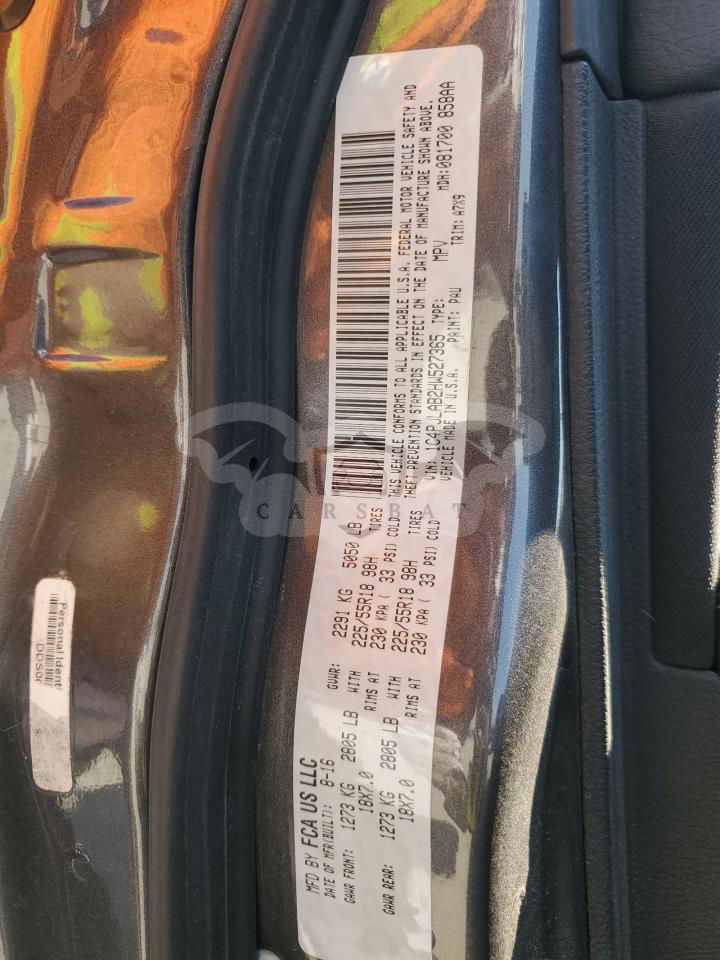 MFD BY FCA US LLC
DATE OF MFR(BUILT): 8-16 GVWR: 2291 KG 5050 LB
GAWR FRONT: 1273 KG 2805 LB WITH 225/55R18 98H TIRES
18X7.0 RIMS AT 230 KPA ( 33 PSI) COLD
GAWR REAR: 1273 KG 2805 LB WITH 225/55R18 98H TIRES
18X7.0 RIMS AT 230 KPA ( 33 PSI) COLD
THIS VEHICLE CONFORMS TO ALL APPLICABLE U.S.A. FEDERAL MOTOR VEHICLE SAFETY AND
THEFT PREVENTION STANDARDS IN EFFECT ON THE DATE OF MANUFACTURE SHOWN ABOVE.
VIN: 1C4PJLAB2HW527365 TYPE: MPV MDH: 081700 858AA
VEHICLE MADE IN U.S.A. PAINT: PAU TRIM: A7X9
Personal Ident
CARSBAT